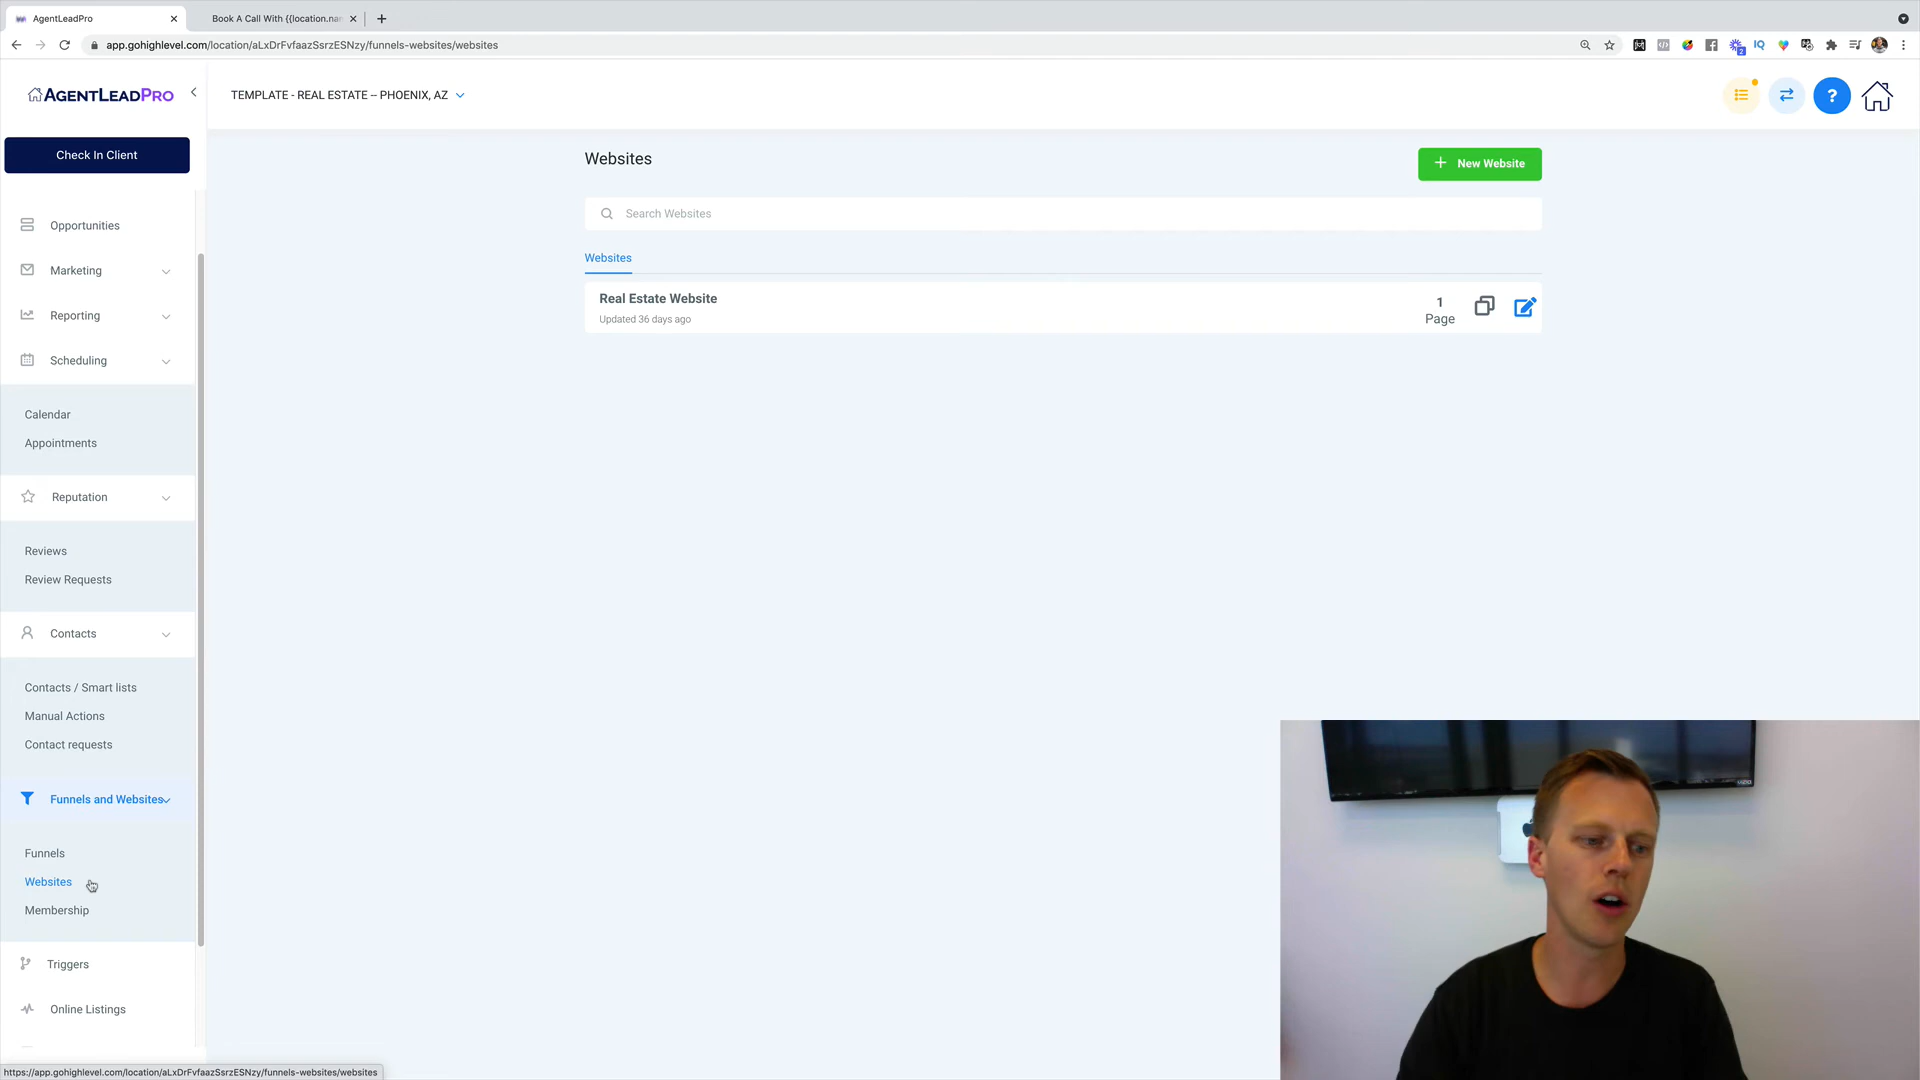 AgentLeadPro
Book A Call With {{location.na
app.gohighlevel.com/location/aLxDrFvfaazSsrzESNzy/funnels-websites/websites
IQ
2
AGENTLEADPRO
TEMPLATE - REAL ESTATE -- PHOENIX, AZ
?
Check In Client
Websites
+ New Website
Search Websites
Websites
Real Estate Website
Updated 36 days ago
1
Page
Opportunities
Marketing
Reporting
Scheduling
Calendar
Appointments
Reputation
Reviews
Review Requests
Contacts
Contacts / Smart lists
Manual Actions
Contact requests
Funnels and Websites
Funnels
Websites
Membership
Triggers
Online Listings
https://app.gohighlevel.com/location/aLxDrFvfaazSsrzESNzy/funnels-websites/websites